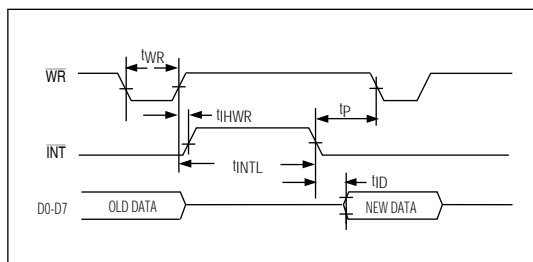 tWR
WR
tIHWR
tP
INT
tINTL
tID
D0-D7 OLD DATA NEW DATA